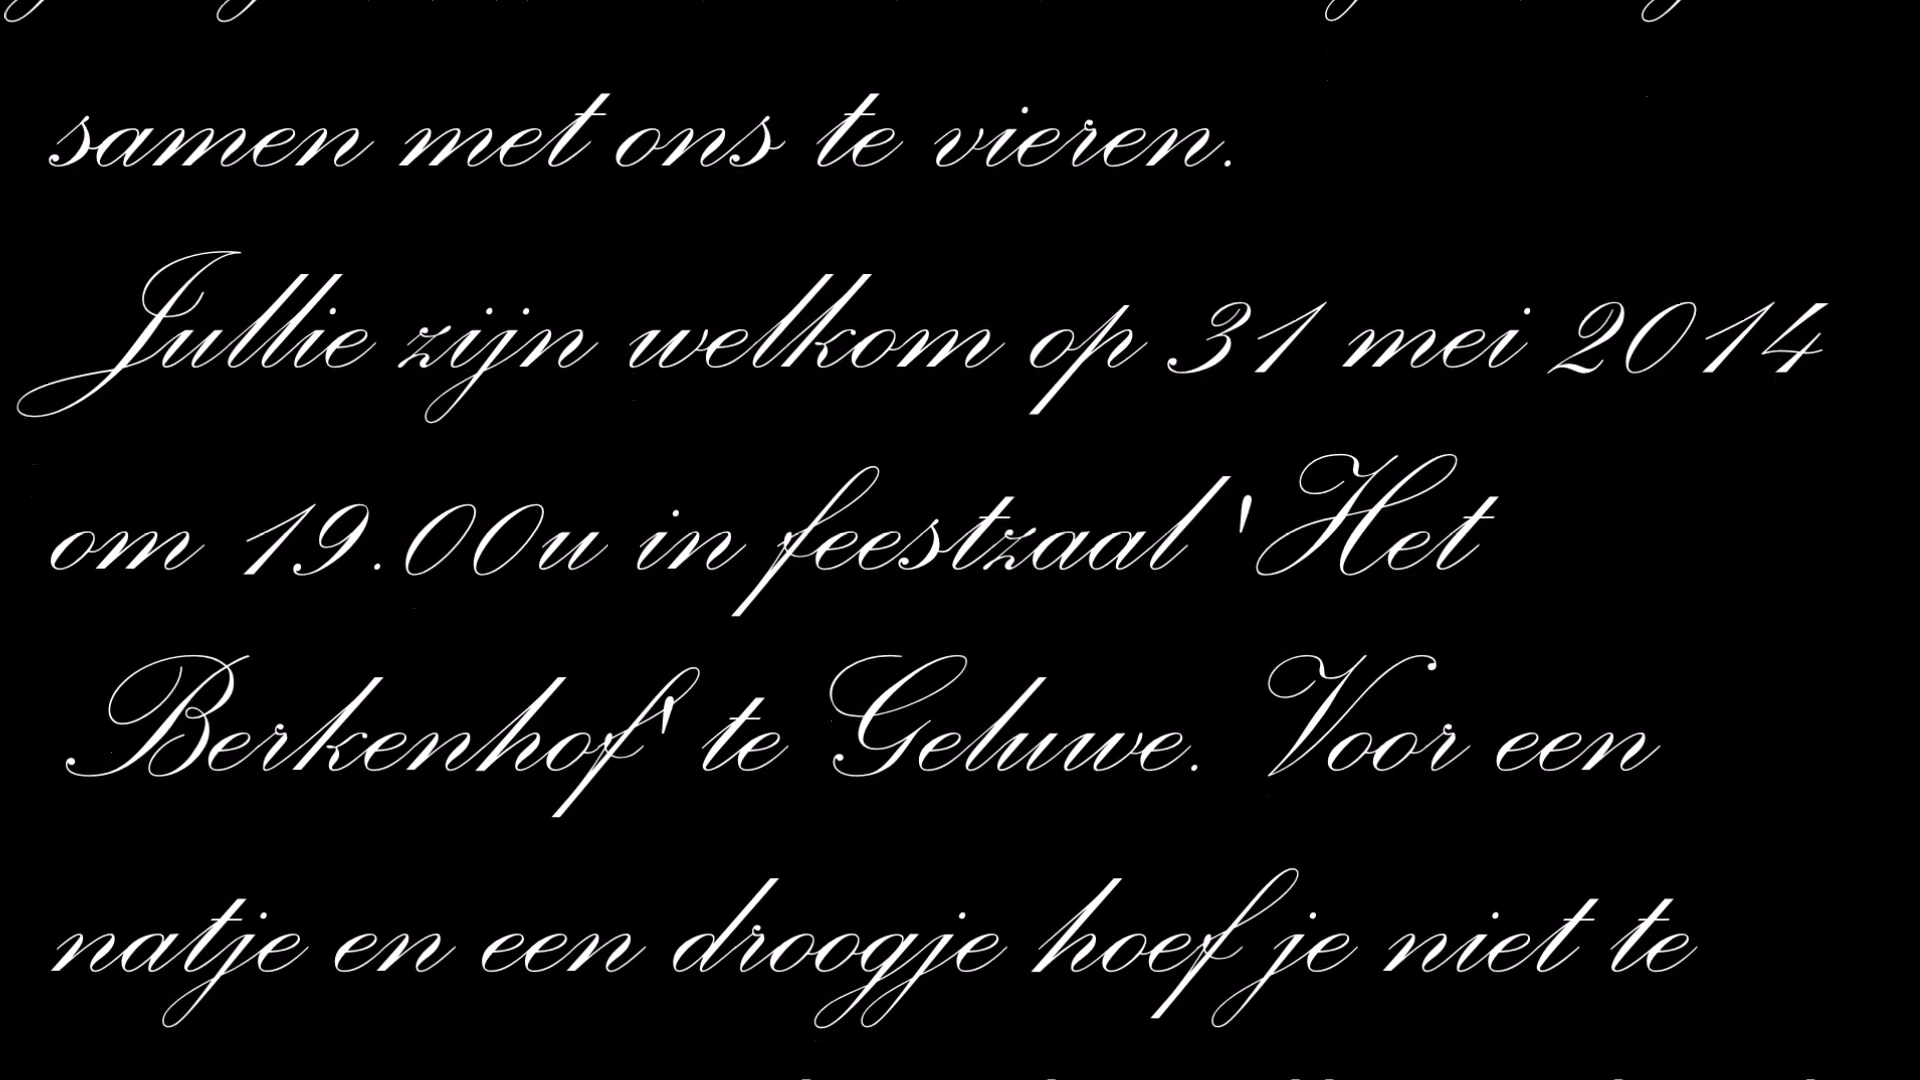 samen met ons te vieren.
Jullie zijn welkom op 31 mei 2014
om 19.00u in feestzaal 'Het
Berkenhof' te Geluwe. Voor een
natje en een droogje hoef je niet te